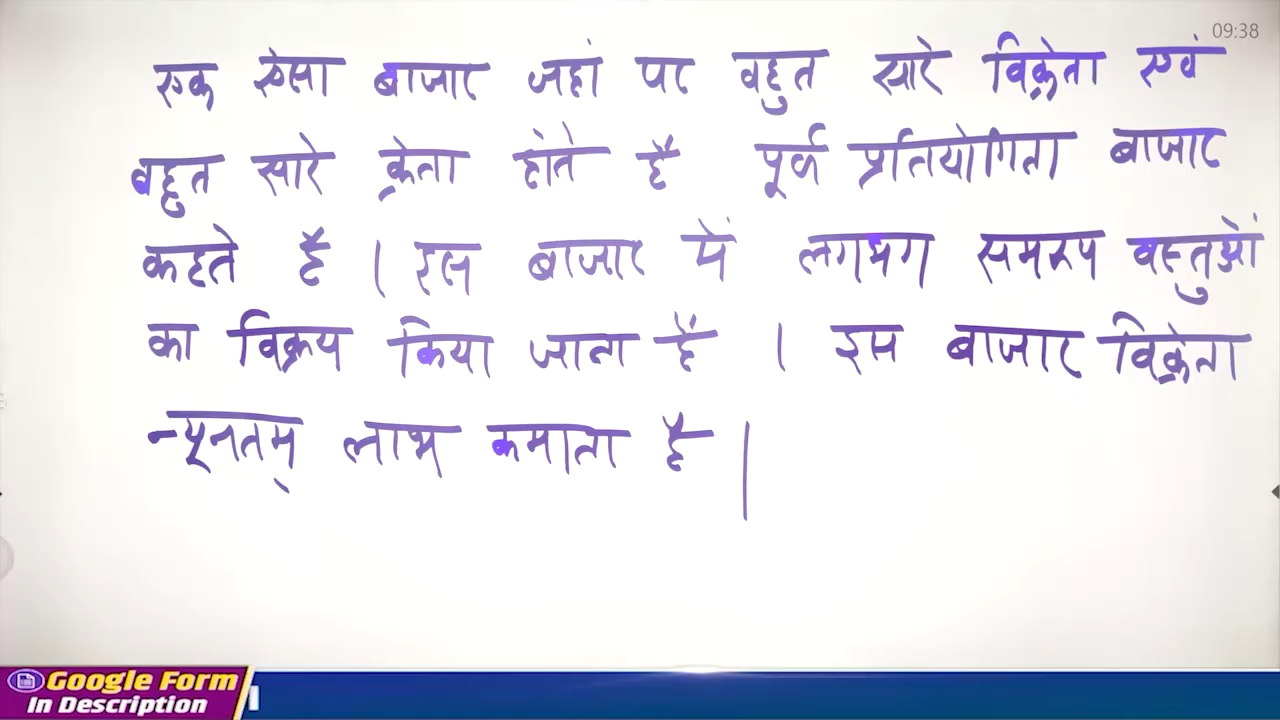 09:38
एक ऐसा बाजार जहां पर बहुत सारे विक्रेता एवं
बहुत सारे क्रेता होते है पूर्ण प्रतियोगिता बाजार
कहते है । इस बाजार में लगभग समरूप वस्तुओं
का विक्रय किया जाता हैं । इस बाजार विक्रेता
न्यूनतम् लाभ कमाता है ।
Google Form
In Description